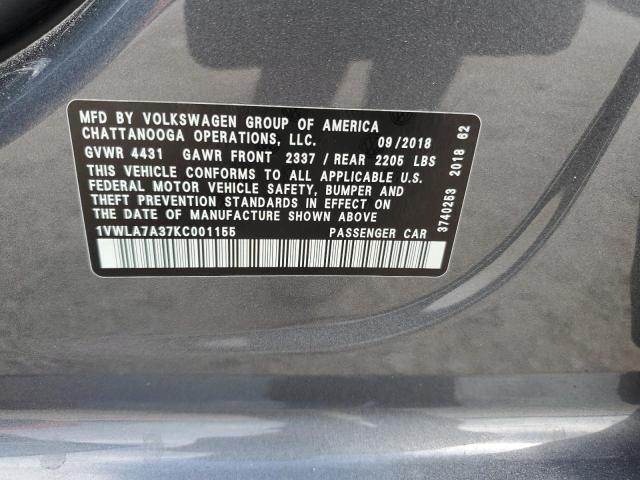 MFD BY VOLKSWAGEN GROUP OF AMERICA
CHATTANOOGA OPERATIONS, LLC. 09/2018
GVWR 4431 GAWR FRONT 2337 / REAR 2205 LBS
THIS VEHICLE CONFORMS TO ALL APPLICABLE U.S.
FEDERAL MOTOR VEHICLE SAFETY, BUMPER AND
THEFT PREVENTION STANDARDS IN EFFECT ON
THE DATE OF MANUFACTURE SHOWN ABOVE
1VWLA7A37KC001155 PASSENGER CAR
3740253 2018 62